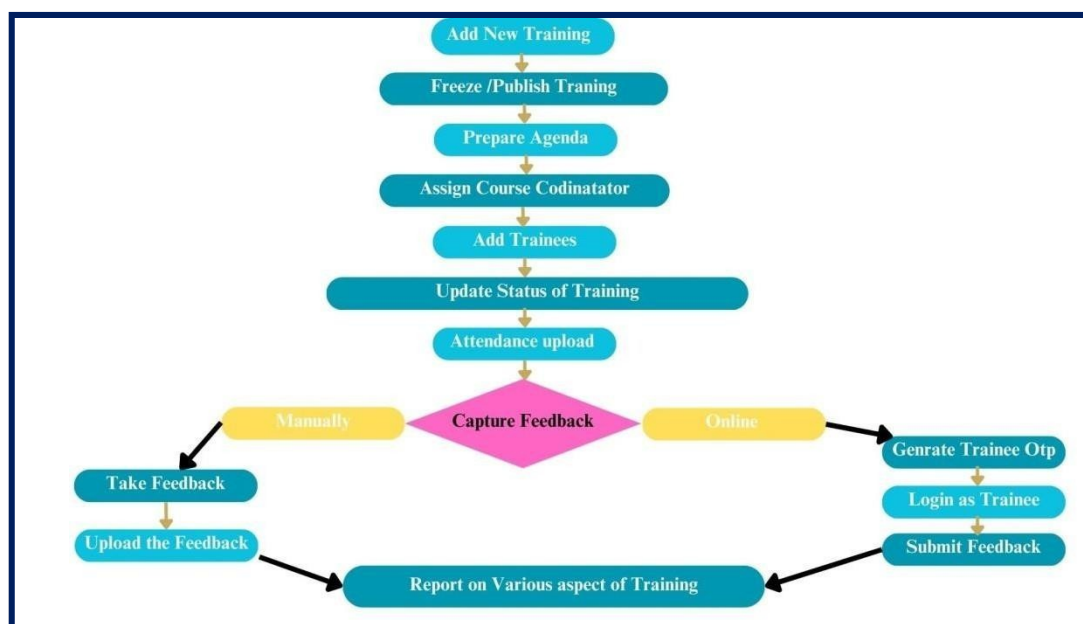 Add New Training
Freeze /Publish Traning
Prepare Agenda
Assign Course Codinatator
Add Trainees
Update Status of Training
Attendance upload
Manually
Capture Feedback
Online
Genrate Trainee Otp
Take Feedback
Login as Trainee
Upload the Feedback
Submit Feedback
Report on Various aspect of Training